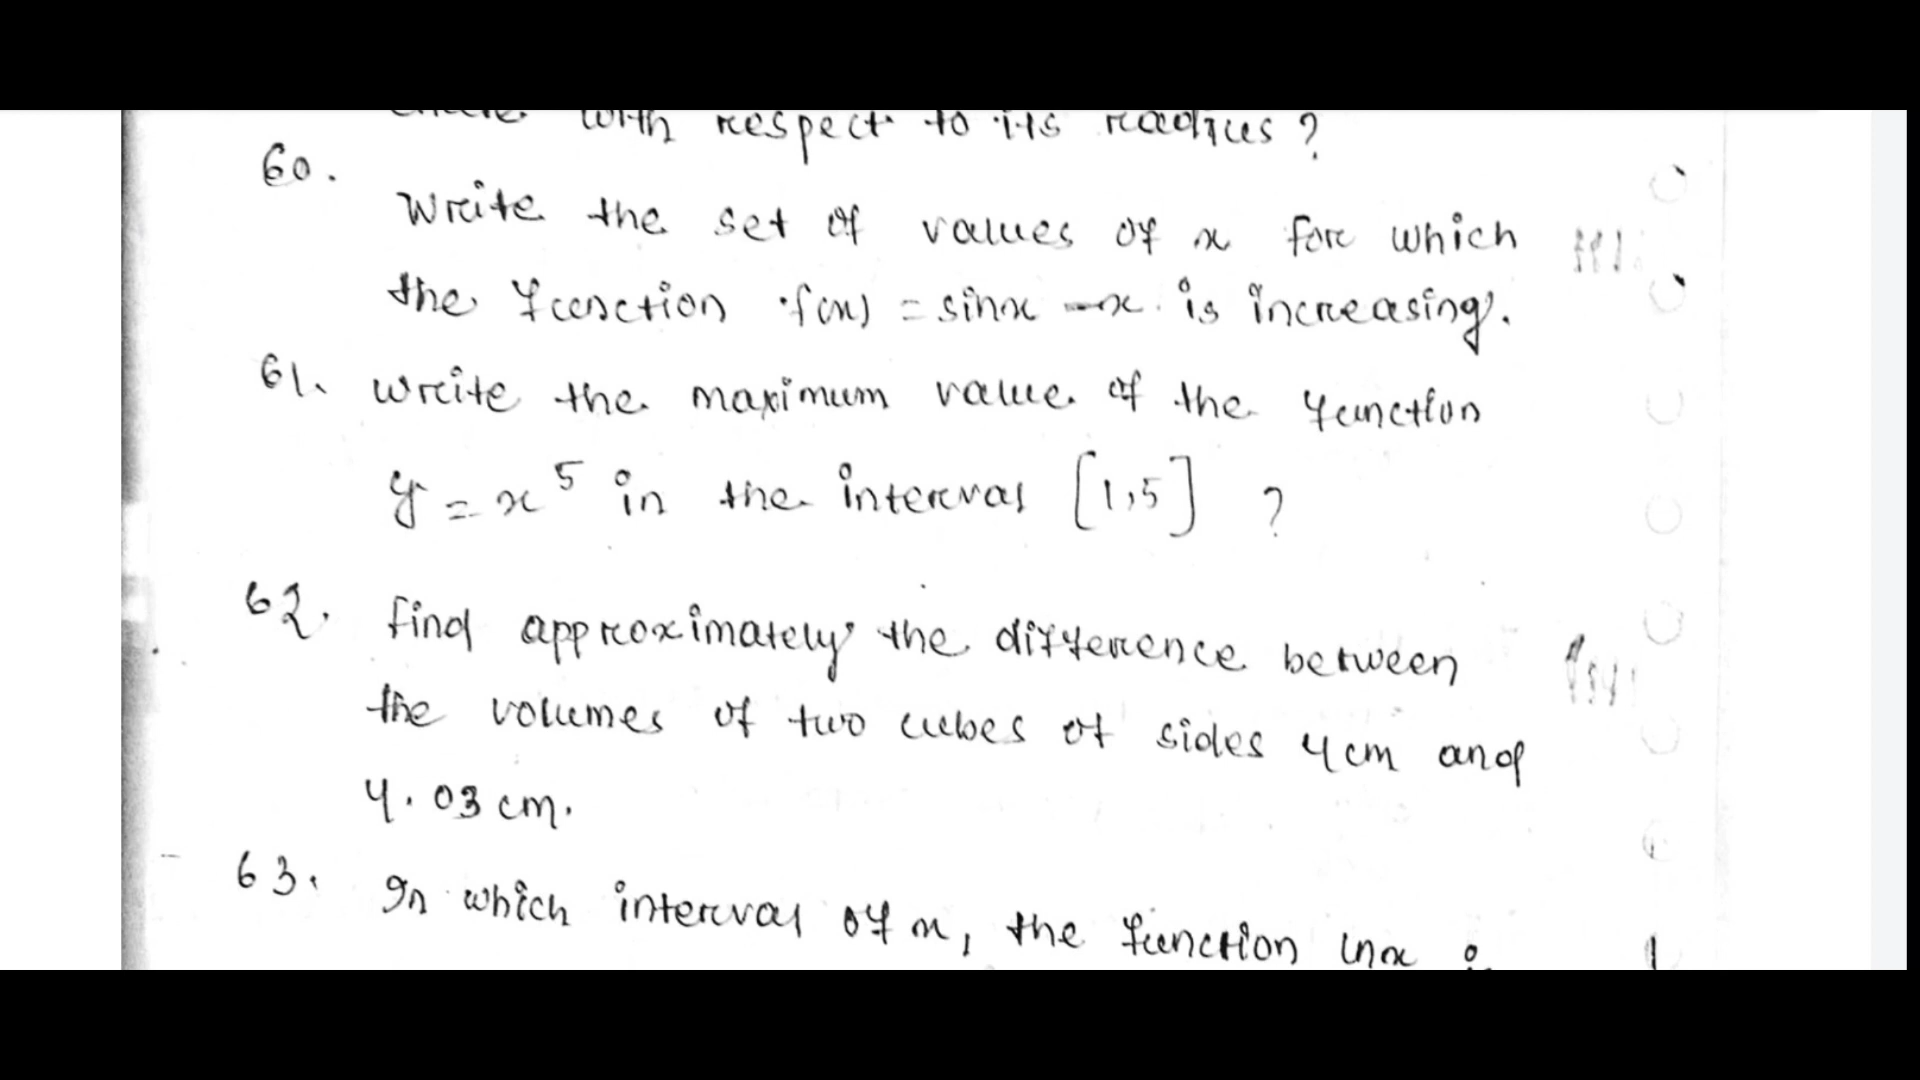 with respect to its radius?
60.
Write the set of values of x for which
the function f(x) = sinx - x is increasing.
61. write the maximum value of the function
y = x⁵ in the interval [1,5] ?
62. find approximately the difference between
the volumes of two cubes of sides 4cm and
4.03 cm.
63. In which interval of x, the function lnx